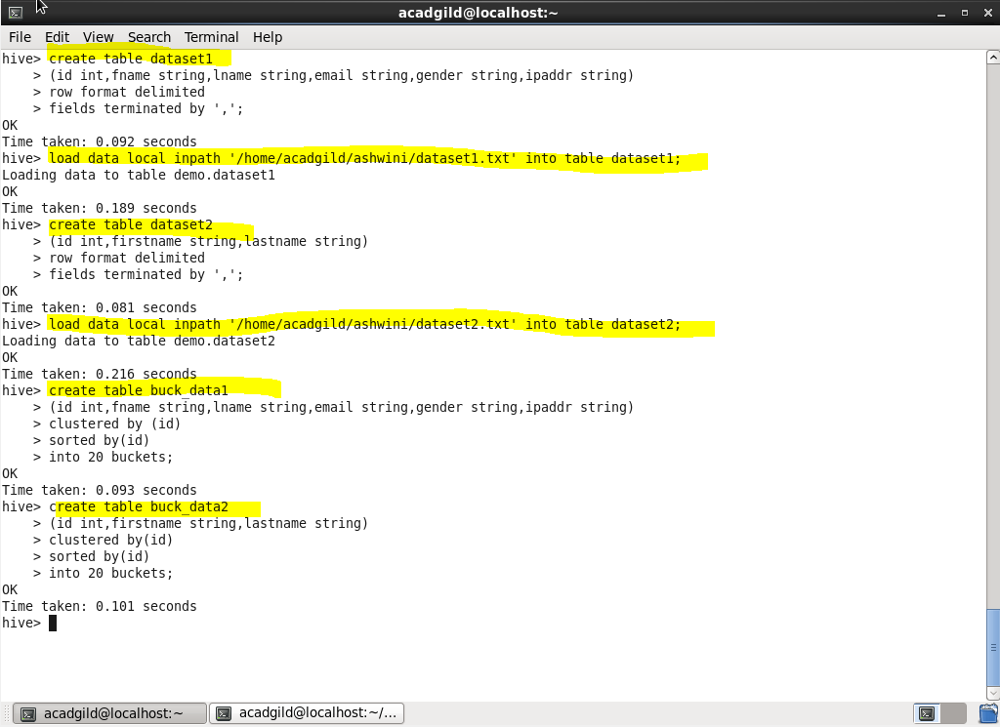 acadgild@localhost:~
File Edit View Search Terminal Help
hive> create table dataset1
    > (id int,fname string,lname string,email string,gender string,ipaddr string)
    > row format delimited
    > fields terminated by ',';
OK
Time taken: 0.092 seconds
hive> load data local inpath '/home/acadgild/ashwini/dataset1.txt' into table dataset1;
Loading data to table demo.dataset1
OK
Time taken: 0.189 seconds
hive> create table dataset2
    > (id int,firstname string,lastname string)
    > row format delimited
    > fields terminated by ',';
OK
Time taken: 0.081 seconds
hive> load data local inpath '/home/acadgild/ashwini/dataset2.txt' into table dataset2;
Loading data to table demo.dataset2
OK
Time taken: 0.216 seconds
hive> create table buck_data1
    > (id int,fname string,lname string,email string,gender string,ipaddr string)
    > clustered by (id)
    > sorted by(id)
    > into 20 buckets;
OK
Time taken: 0.093 seconds
hive> create table buck_data2
    > (id int,firstname string,lastname string)
    > clustered by(id)
    > sorted by(id)
    > into 20 buckets;
OK
Time taken: 0.101 seconds
hive>
acadgild@localhost:~ acadgild@localhost:~/...